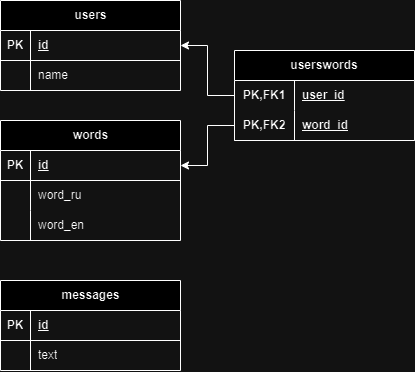 users
PK id
name
userswords
PK,FK1 user_id
PK,FK2 word_id
words
PK id
word_ru
word_en
messages
PK id
text